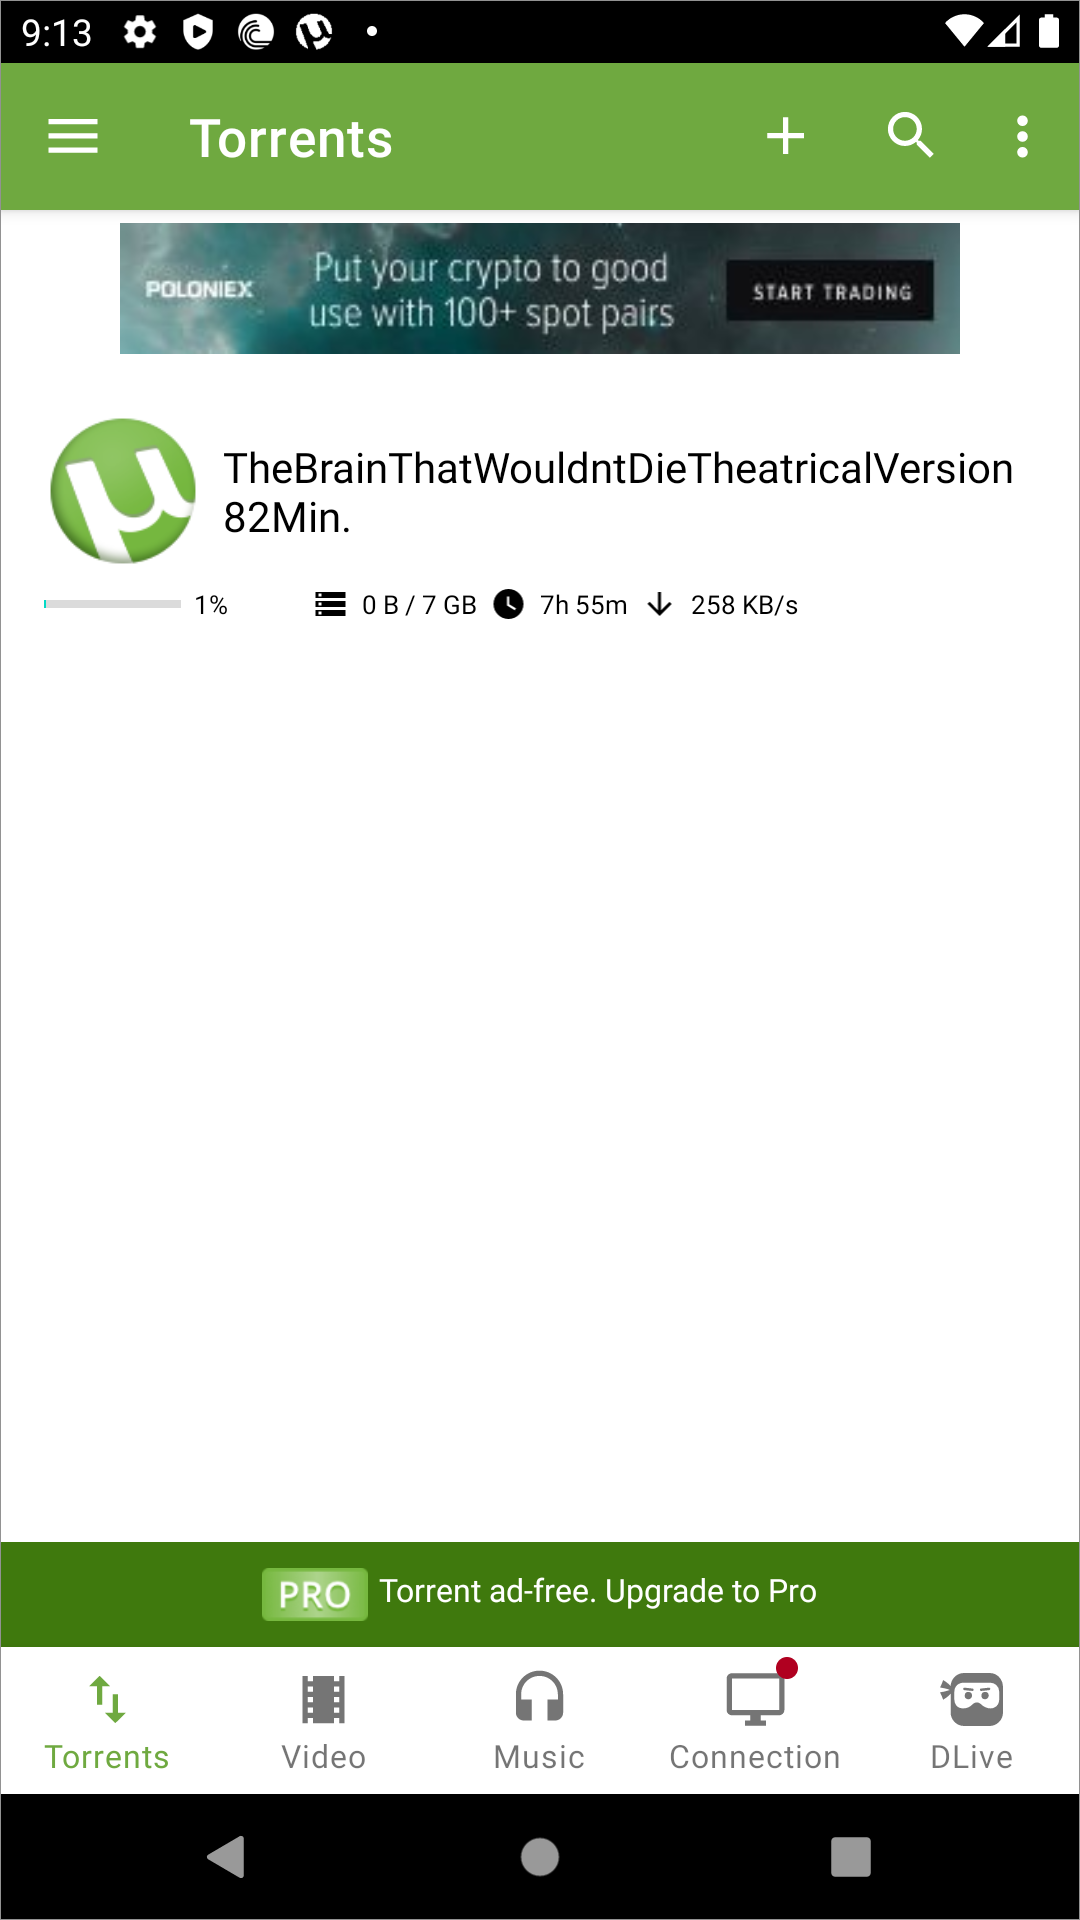 9:13
Torrents
POLONIEX
Put your crypto to good
use with 100+ spot pairs
START TRADING
TheBrainThatWouldntDieTheatricalVersion
82Min.
1% 0 B / 7 GB 7h 55m 258 KB/s
PRO Torrent ad-free. Upgrade to Pro
Torrents Video Music Connection DLive